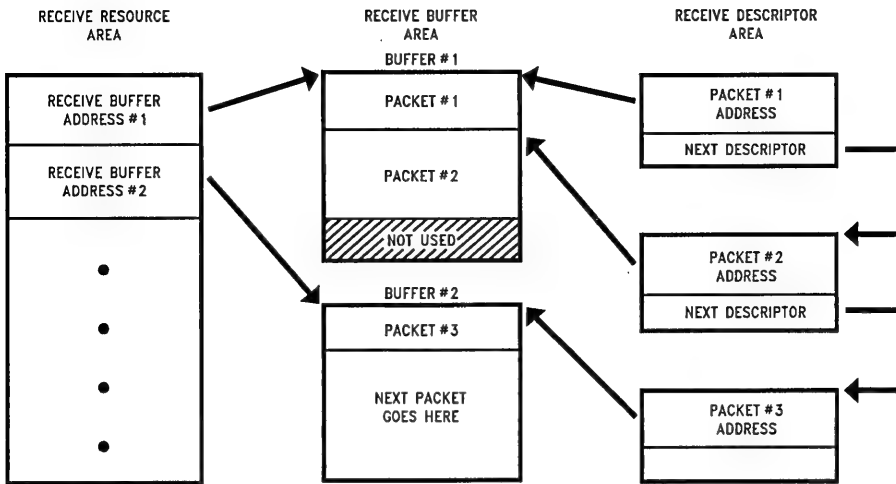 RECEIVE RESOURCE
AREA
RECEIVE BUFFER
ADDRESS #1
RECEIVE BUFFER
ADDRESS #2
RECEIVE BUFFER
AREA
BUFFER #1
PACKET #1
PACKET #2
NOT USED
BUFFER #2
PACKET #3
NEXT PACKET
GOES HERE
RECEIVE DESCRIPTOR
AREA
PACKET #1
ADDRESS
NEXT DESCRIPTOR
PACKET #2
ADDRESS
NEXT DESCRIPTOR
PACKET #3
ADDRESS